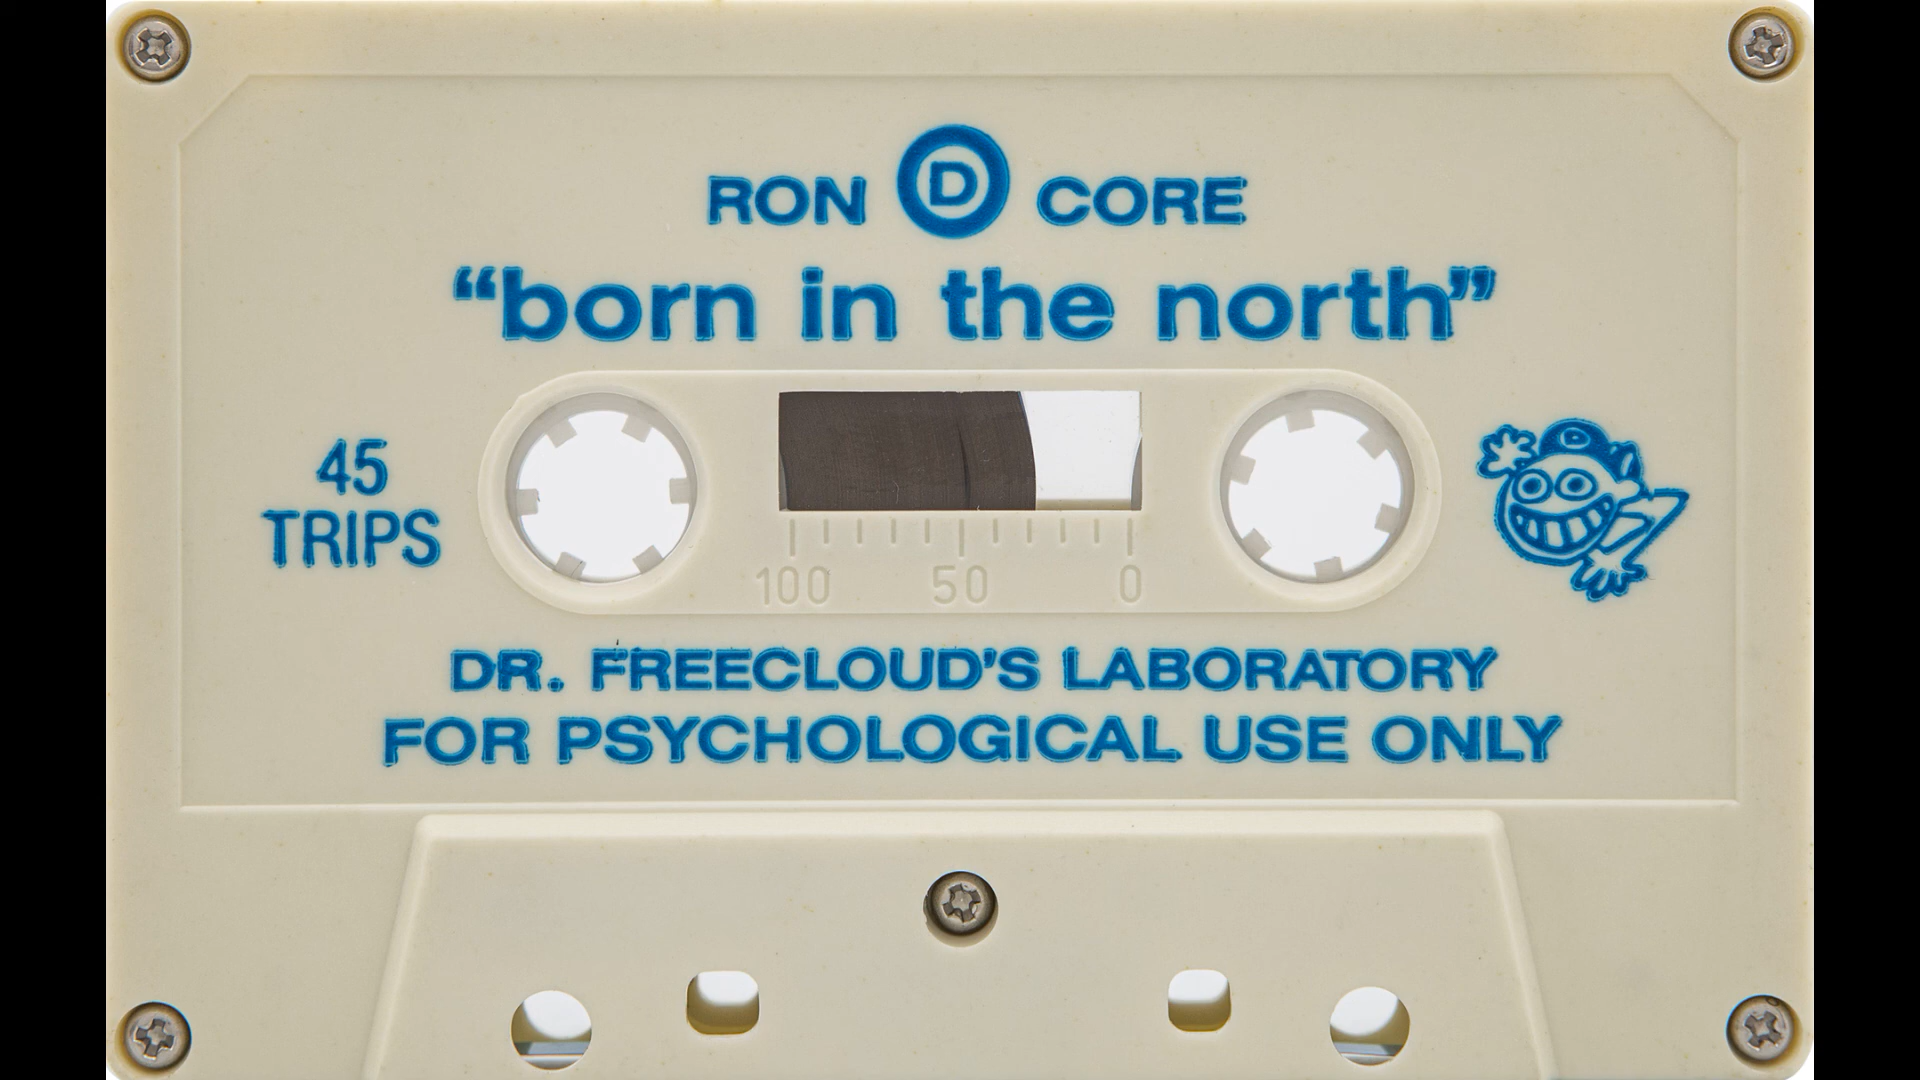 RON D CORE
“born in the north”
D
45
TRIPS
100 50 0
DR. FREECLOUD'S LABORATORY
FOR PSYCHOLOGICAL USE ONLY